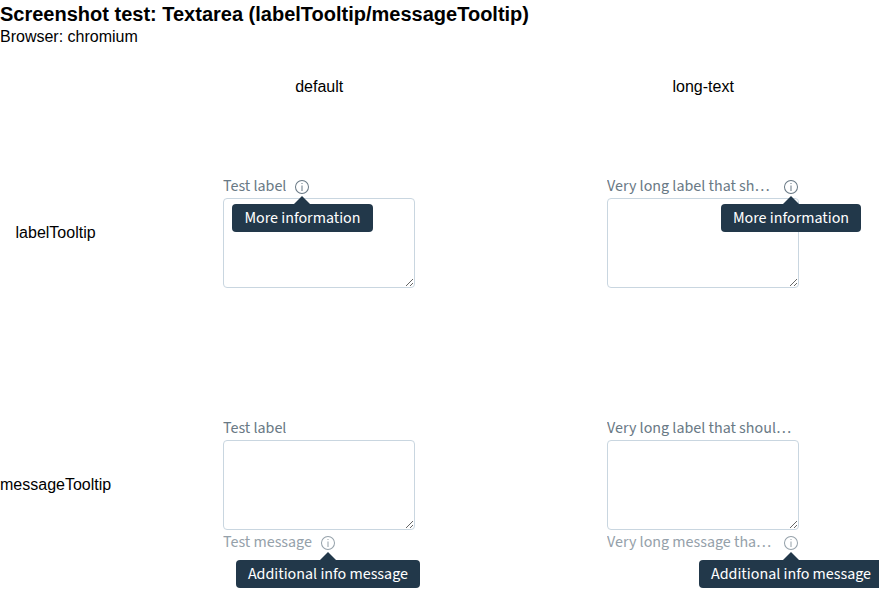 Screenshot test: Textarea (labelTooltip/messageTooltip)
Browser: chromium
default long-text
Test label Very long label that sh…
labelTooltip
More information More information
Test label Very long label that shoul…
messageTooltip
Test message Very long message tha…
Additional info message Additional info message